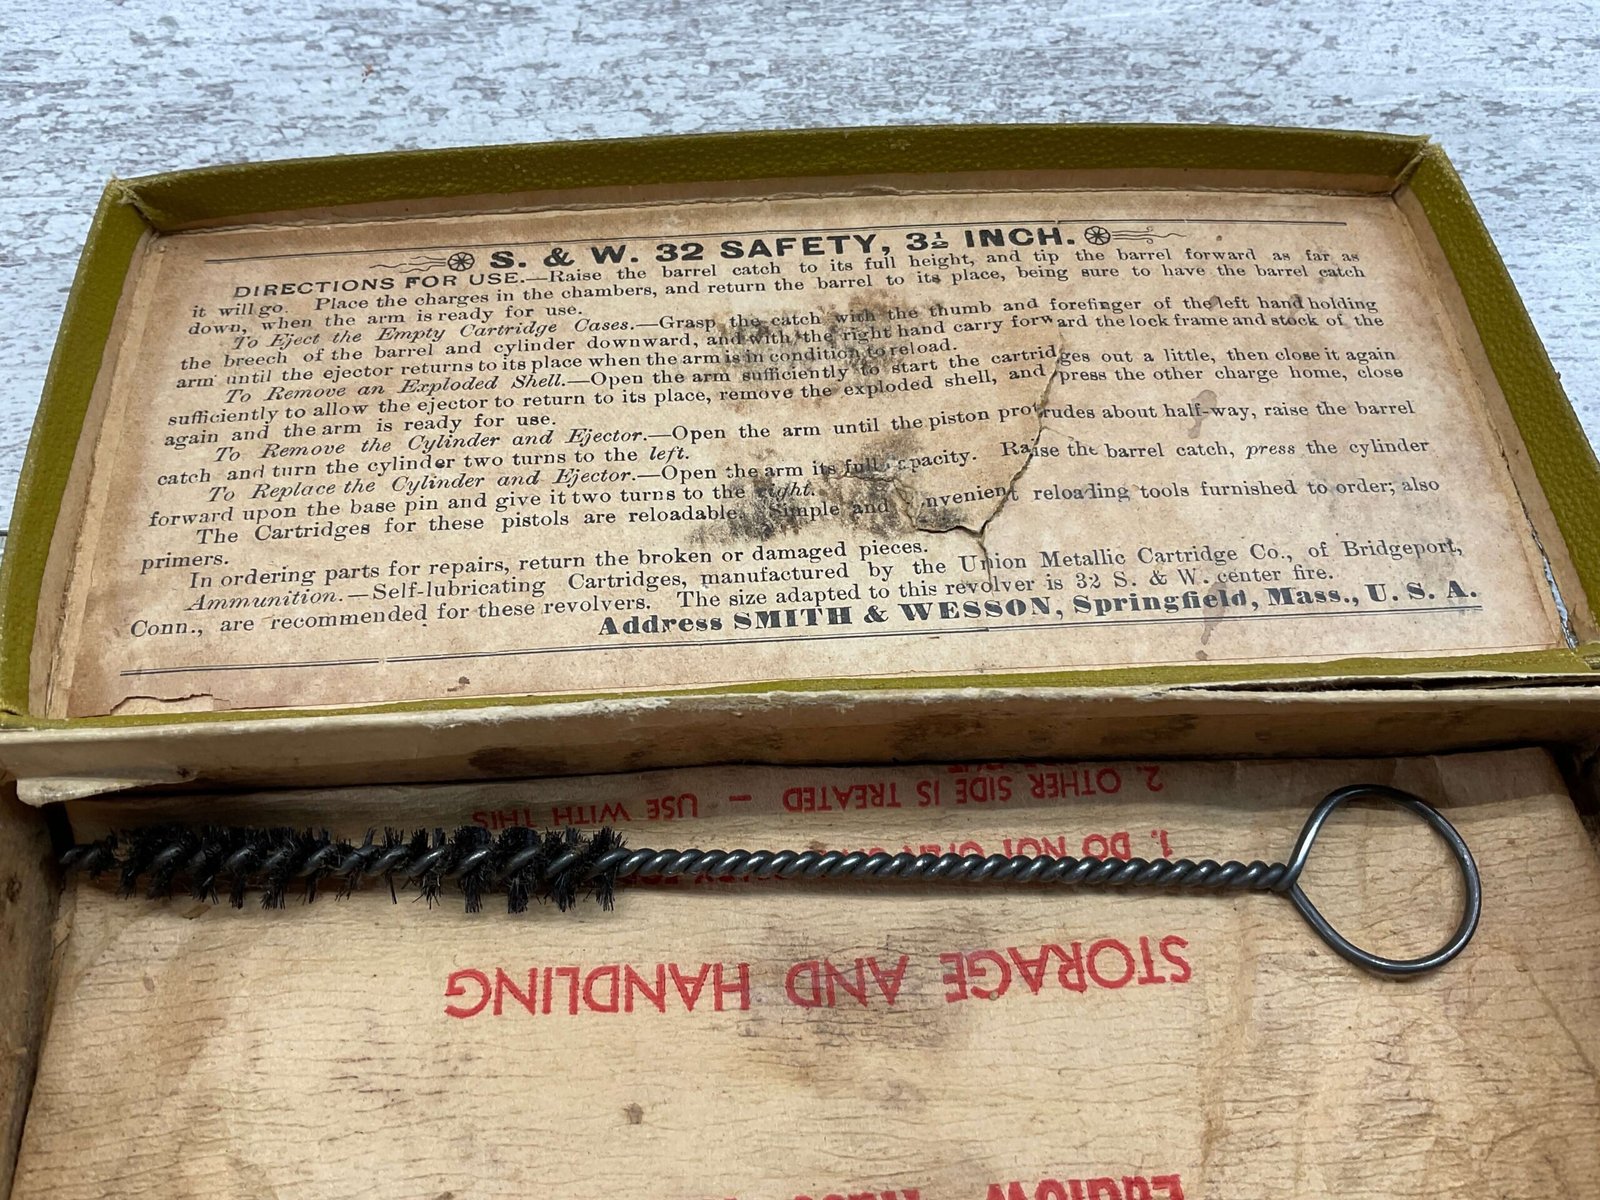 S. & W. 32 SAFETY, 3½ INCH.
DIRECTIONS FOR USE.—Raise the barrel catch to its full height, and tip the barrel forward as far as
it will go. Place the charges in the chambers, and return the barrel to its place, being sure to have the barrel catch
down, when the arm is ready for use.
To Eject the Empty Cartridge Cases.—Grasp the catch with the thumb and forefinger of the left hand holding
the breech of the barrel and cylinder downward, and with the right hand carry forward the lock frame and stock of the
arm until the ejector returns to its place when the arm is in condition to reload.
To Remove an Exploded Shell.—Open the arm sufficiently to start the cartridges out a little, then close it again
sufficiently to allow the ejector to return to its place, remove the exploded shell, and press the other charge home, close
again and the arm is ready for use.
To Remove the Cylinder and Ejector.—Open the arm until the piston protrudes about half-way, raise the barrel
catch and turn the cylinder two turns to the left.
To Replace the Cylinder and Ejector.—Open the arm its full capacity. Raise the barrel catch, press the cylinder
forward upon the base pin and give it two turns to the right.
The Cartridges for these pistols are reloadable. Simple and nvenient reloading tools furnished to order; also
primers.
In ordering parts for repairs, return the broken or damaged pieces.
Ammunition.—Self-lubricating Cartridges, manufactured by the Union Metallic Cartridge Co., of Bridgeport,
Conn., are recommended for these revolvers. The size adapted to this revolver is 32 S. & W. center fire.
Address SMITH & WESSON, Springfield, Mass., U. S. A.
STORAGE AND HANDLING
1. DO NOT OPEN
2. OTHER SIDE IS TREATED — USE WITH THIS
Ludlow